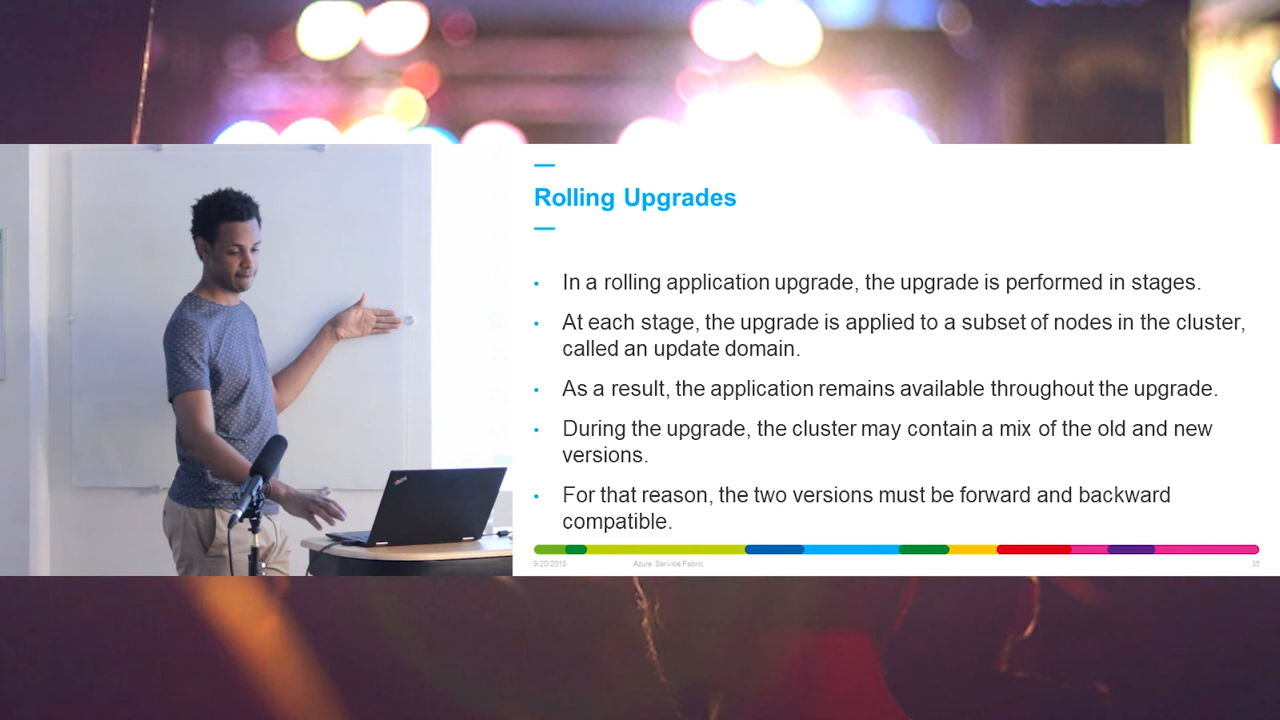 Rolling Upgrades
• In a rolling application upgrade, the upgrade is performed in stages.
• At each stage, the upgrade is applied to a subset of nodes in the cluster,
called an update domain.
• As a result, the application remains available throughout the upgrade.
• During the upgrade, the cluster may contain a mix of the old and new
versions.
• For that reason, the two versions must be forward and backward
compatible.
9/20/2018
Azure Service Fabric